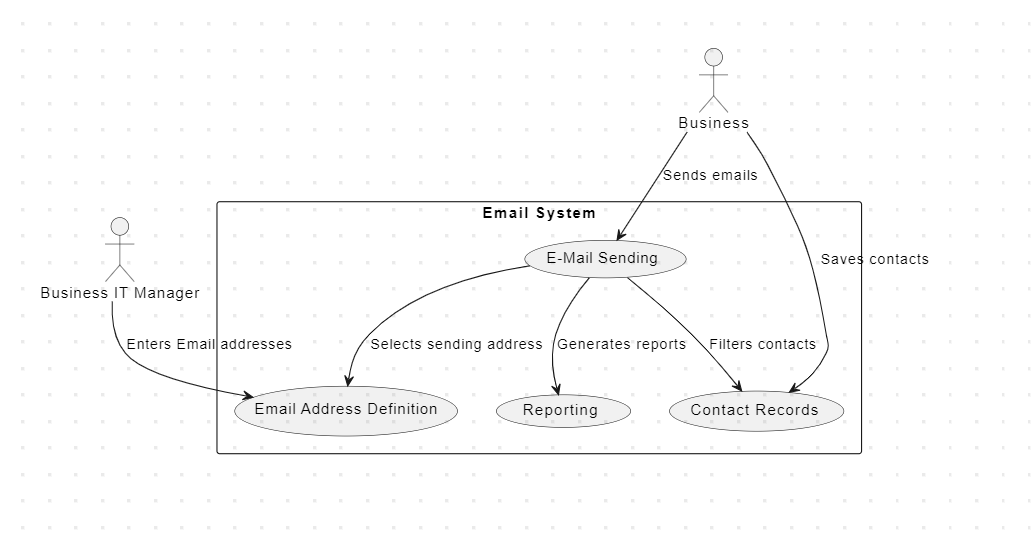 Business
Sends emails
Email System
E-Mail Sending
Saves contacts
Business IT Manager
Enters Email addresses
Selects sending address
Generates reports
Filters contacts
Email Address Definition
Reporting
Contact Records